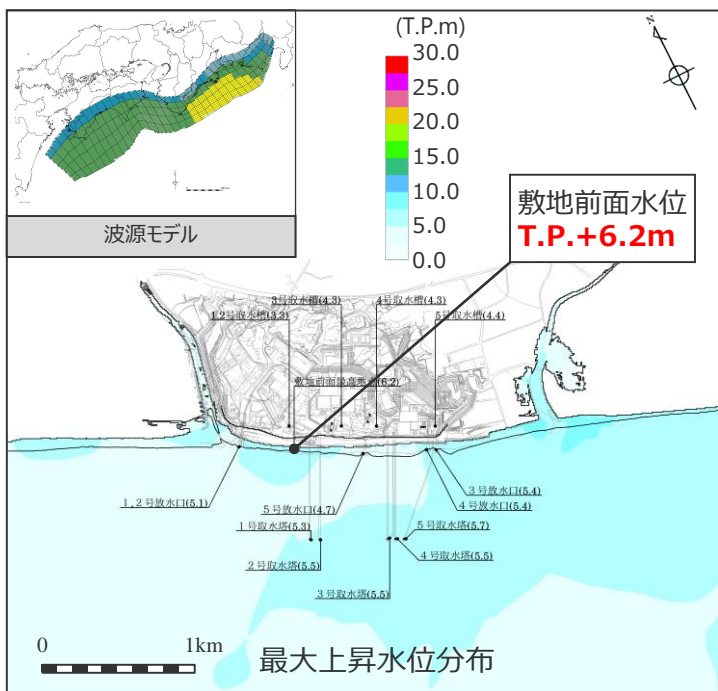 (T.P.m)
30.0
25.0
20.0
15.0
10.0
5.0
0.0
N
波源モデル
敷地前面水位
T.P.+6.2m
3号取水槽(4.3)
4号取水槽(4.3)
1,2号取水槽(3.3)
5号取水槽(4.4)
敷地前面最高地点(6.2)
1,2号放水口(5.1)
5号放水口(4.7)
3号放水口(5.4)
4号放水口(5.4)
1号取水塔(5.3)
5号取水塔(5.7)
2号取水塔(5.5)
4号取水塔(5.5)
3号取水塔(5.5)
0 1km
最大上昇水位分布